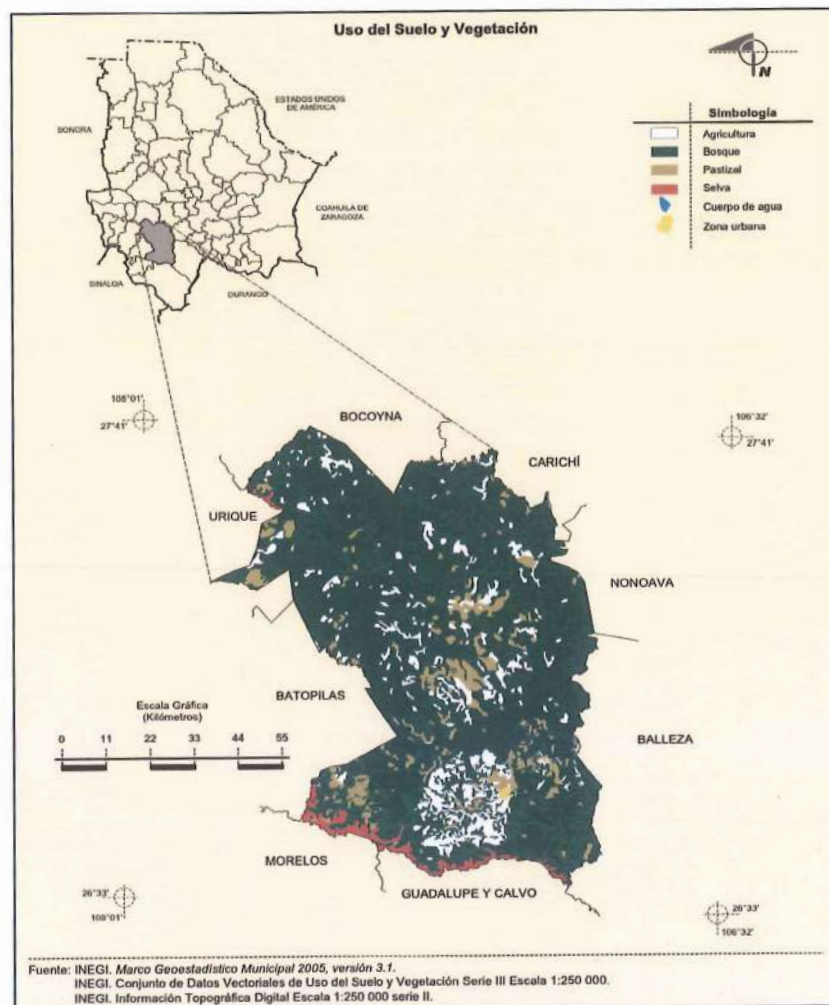 Uso del Suelo y Vegetación
N
ESTADOS UNIDOS
DE AMÉRICA
SONORA
COAHUILA DE
ZARAGOZA
SINALOA
DURANGO
Simbología
Agricultura
Bosque
Pastizal
Selva
Cuerpo de agua
Zona urbana
108°01'
27°41'
BOCOYNA
106°32'
27°41'
CARICHÍ
URIQUE
NONOAVA
BATOPILAS
Escala Gráfica
(Kilómetros)
0 11 22 33 44 55
BALLEZA
MORELOS
GUADALUPE Y CALVO
26°33'
108°01'
26°33'
106°32'
Fuente: INEGI. Marco Geoestadístico Municipal 2005, versión 3.1.
INEGI. Conjunto de Datos Vectoriales de Uso del Suelo y Vegetación Serie III Escala 1:250 000.
INEGI. Información Topográfica Digital Escala 1:250 000 serie II.